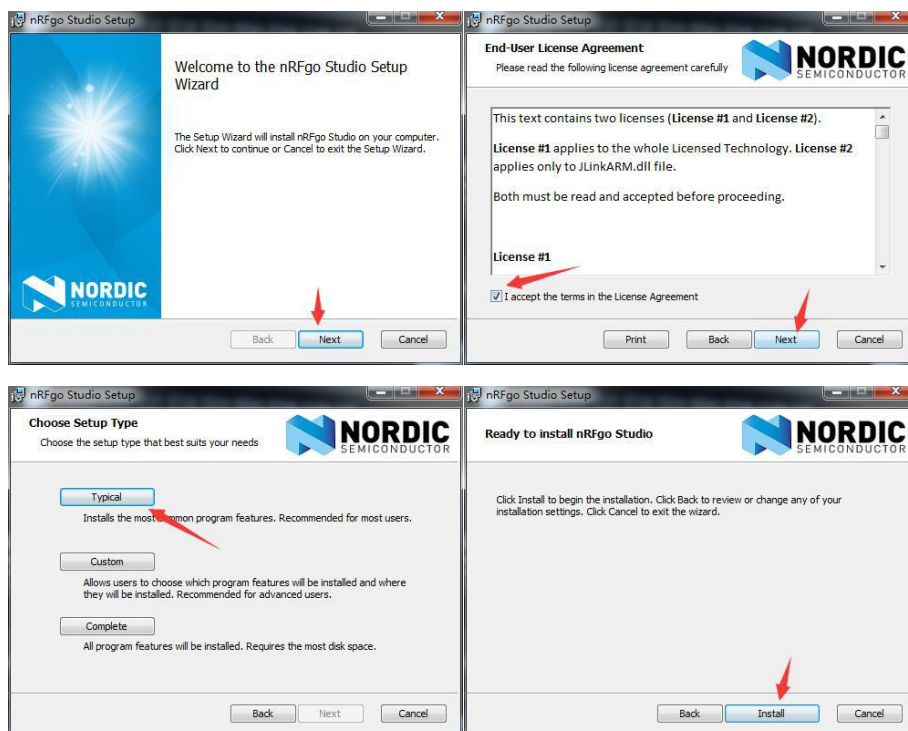 nRFgo Studio Setup
Welcome to the nRFgo Studio Setup
Wizard
The Setup Wizard will install nRFgo Studio on your computer.
Click Next to continue or Cancel to exit the Setup Wizard.
NORDIC
SEMICONDUCTOR
Back Next Cancel
nRFgo Studio Setup
End-User License Agreement
Please read the following license agreement carefully
NORDIC
SEMICONDUCTOR
This text contains two licenses (License #1 and License #2).
License #1 applies to the whole Licensed Technology. License #2
applies only to JLinkARM.dll file.
Both must be read and accepted before proceeding.
License #1
I accept the terms in the License Agreement
Print Back Next Cancel
nRFgo Studio Setup
Choose Setup Type
Choose the setup type that best suits your needs
NORDIC
SEMICONDUCTOR
Typical
Installs the most common program features. Recommended for most users.
Custom
Allows users to choose which program features will be installed and where
they will be installed. Recommended for advanced users.
Complete
All program features will be installed. Requires the most disk space.
Back Next Cancel
nRFgo Studio Setup
Ready to install nRFgo Studio
NORDIC
SEMICONDUCTOR
Click Install to begin the installation. Click Back to review or change any of your
installation settings. Click Cancel to exit the wizard.
Back Install Cancel